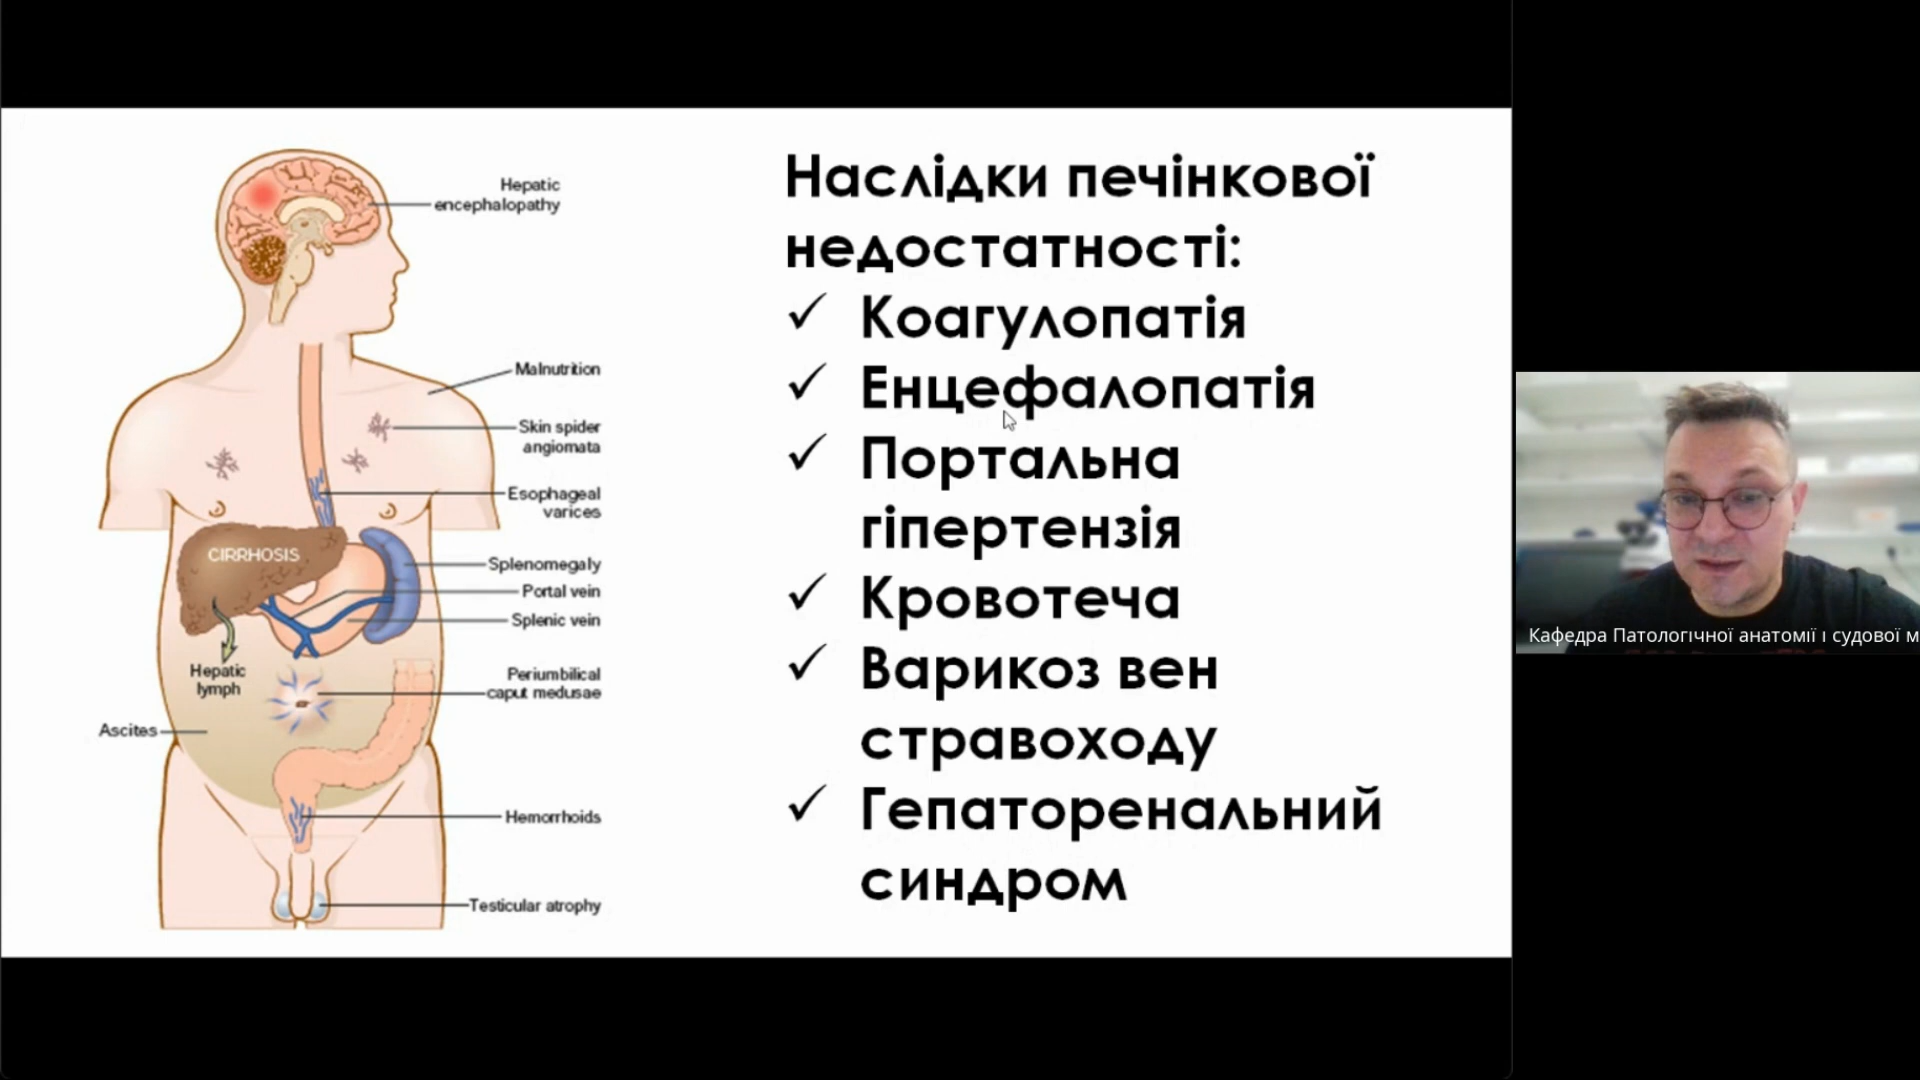 Hepatic
encephalopathy
Malnutrition
Skin spider
angiomata
Esophageal
varices
CIRRHOSIS
Splenomegaly
Portal vein
Splenic vein
Hepatic
lymph
Periumbilical
caput medusae
Ascites
Hemorrhoids
Testicular atrophy
Наслідки печінкової
недостатності:
✓ Коагулопатія
✓ Енцефалопатія
✓ Портальна
гіпертензія
✓ Кровотеча
✓ Варикоз вен
стравоходу
✓ Гепаторенальний
синдром
Кафедра Патологічної анатомії і судової м